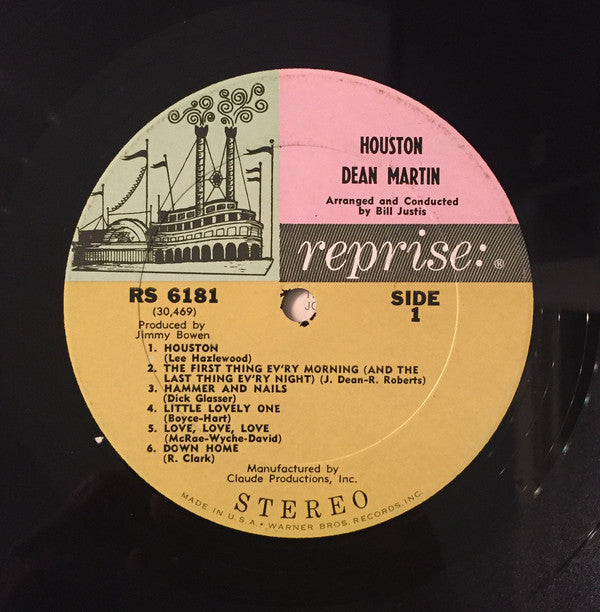 HOUSTON
DEAN MARTIN
Arranged and Conducted
by Bill Justis
reprise:®
RS 6181
(30,469)
Produced by
Jimmy Bowen
SIDE
1
1. HOUSTON
(Lee Hazlewood)
2. THE FIRST THING EV'RY MORNING (AND THE
LAST THING EV'RY NIGHT) (J. Dean-R. Roberts)
3. HAMMER AND NAILS
(Dick Glasser)
4. LITTLE LOVELY ONE
(Boyce-Hart)
5. LOVE, LOVE, LOVE
(McRae-Wyche-David)
6. DOWN HOME
(R. Clark)
Manufactured by
Claude Productions, Inc.
STEREO
MADE IN U.S.A. • WARNER BROS. RECORDS, INC.